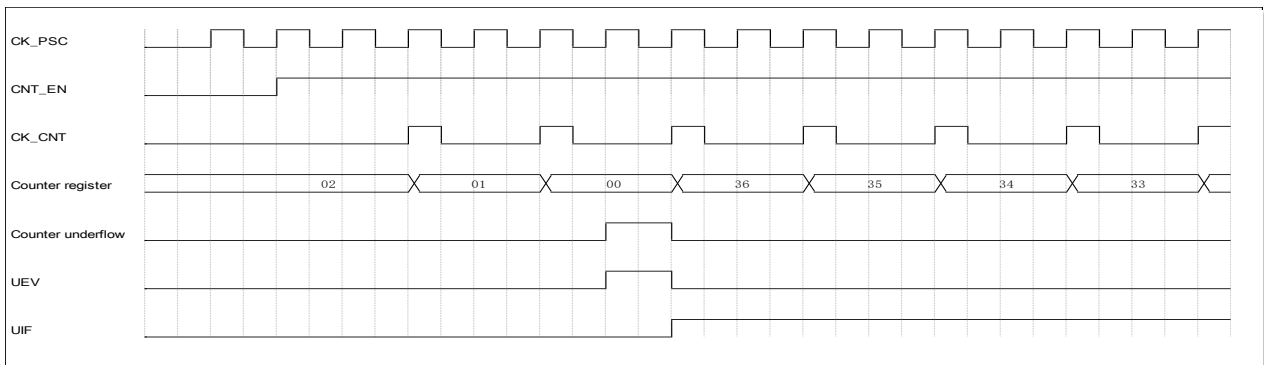 CK_PSC
CNT_EN
CK_CNT
Counter register 02 01 00 36 35 34 33
Counter underflow
UEV
UIF